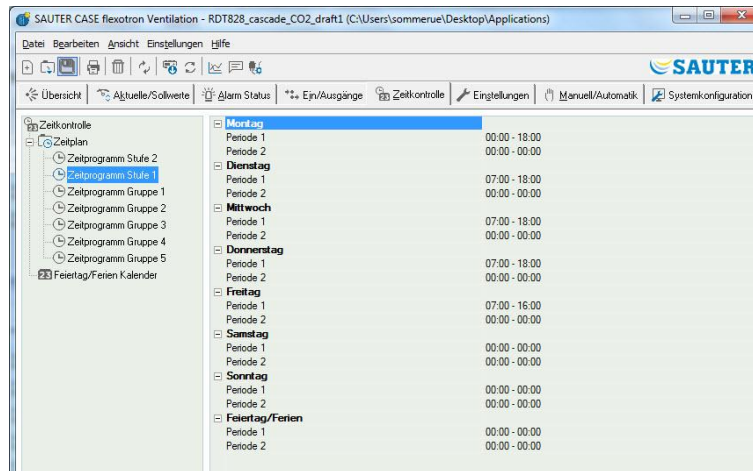 SAUTER CASE flexotron Ventilation - RDT828_cascade_CO2_draft1 (C:\Users\sommerue\Desktop\Applications)
Datei Bearbeiten Ansicht Einstellungen Hilfe
SAUTER
Übersicht Aktuelle/Sollwerte Alarm Status Ein/Ausgänge Zeitkontrolle Einstellungen Manuell/Automatik Systemkonfiguration
Zeitkontrolle
Zeitplan
Zeitprogramm Stufe 2
Zeitprogramm Stufe 1
Zeitprogramm Gruppe 1
Zeitprogramm Gruppe 2
Zeitprogramm Gruppe 3
Zeitprogramm Gruppe 4
Zeitprogramm Gruppe 5
23 Feiertag/Ferien Kalender
Montag
Periode 1 00:00 - 18:00
Periode 2 00:00 - 00:00
Dienstag
Periode 1 07:00 - 18:00
Periode 2 00:00 - 00:00
Mittwoch
Periode 1 07:00 - 18:00
Periode 2 00:00 - 00:00
Donnerstag
Periode 1 07:00 - 18:00
Periode 2 00:00 - 00:00
Freitag
Periode 1 07:00 - 16:00
Periode 2 00:00 - 00:00
Samstag
Periode 1 00:00 - 00:00
Periode 2 00:00 - 00:00
Sonntag
Periode 1 00:00 - 00:00
Periode 2 00:00 - 00:00
Feiertag/Ferien
Periode 1 00:00 - 00:00
Periode 2 00:00 - 00:00